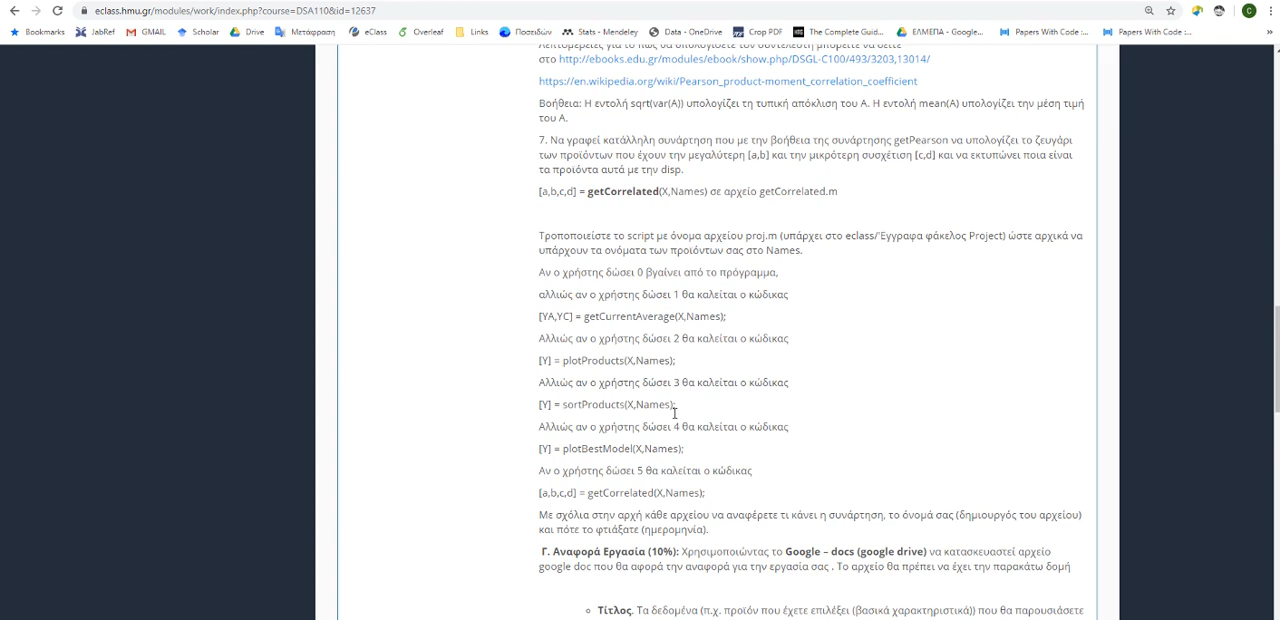 eclass.hmu.gr/modules/work/index.php?course=DSA110&id=12637
C
Bookmarks JabRef GMAIL Scholar Drive Μετάφραση eClass Overleaf Links Ποσειδών Stats - Mendeley Data - OneDrive Crop PDF The Complete Guid... ΕΛΜΕΠΑ - Google... Papers With Code :... Papers With Code :... »
Λεπτομέρειες για το πως να υπολογίσετε τον συντελεστή μπορείτε να δείτε
στο http://ebooks.edu.gr/modules/ebook/show.php/DSGL-C100/493/3203,13014/
https://en.wikipedia.org/wiki/Pearson_product-moment_correlation_coefficient
Βοήθεια: Η εντολή sqrt(var(A)) υπολογίζει τη τυπική απόκλιση του Α. Η εντολή mean(A) υπολογίζει την μέση τιμή
του Α.
7. Να γραφεί κατάλληλη συνάρτηση που με την βοήθεια της συνάρτησης getPearson να υπολογίζει το ζευγάρι
των προϊόντων που έχουν την μεγαλύτερη [a,b] και την μικρότερη συσχέτιση [c,d] και να εκτυπώνει ποια είναι
τα προϊόντα αυτά με την disp.
[a,b,c,d] = getCorrelated(X,Names) σε αρχείο getCorrelated.m
Τροποποιείστε το script με όνομα αρχείου proj.m (υπάρχει στο eclass/Έγγραφα φάκελος Project) ώστε αρχικά να
υπάρχουν τα ονόματα των προϊόντων σας στο Names.
Αν ο χρήστης δώσει 0 βγαίνει από το πρόγραμμα,
αλλιώς αν ο χρήστης δώσει 1 θα καλείται ο κώδικας
[YA,YC] = getCurrentAverage(X,Names);
Αλλιώς αν ο χρήστης δώσει 2 θα καλείται ο κώδικας
[Y] = plotProducts(X,Names);
Αλλιώς αν ο χρήστης δώσει 3 θα καλείται ο κώδικας
[Y] = sortProducts(X,Names);
Αλλιώς αν ο χρήστης δώσει 4 θα καλείται ο κώδικας
[Y] = plotBestModel(X,Names);
Αν ο χρήστης δώσει 5 θα καλείται ο κώδικας
[a,b,c,d] = getCorrelated(X,Names);
Με σχόλια στην αρχή κάθε αρχείου να αναφέρετε τι κάνει η συνάρτηση, το όνομά σας (δημιουργός του αρχείου)
και πότε το φτιάξατε (ημερομηνία).
Γ. Αναφορά Εργασία (10%): Χρησιμοποιώντας το Google – docs (google drive) να κατασκευαστεί αρχείο
google doc που θα αφορά την αναφορά για την εργασία σας . Το αρχείο θα πρέπει να έχει την παρακάτω δομή
Τίτλος. Τα δεδομένα (π.χ. προϊόν που έχετε επιλέξει (βασικά χαρακτηριστικά)) που θα παρουσιάσετε